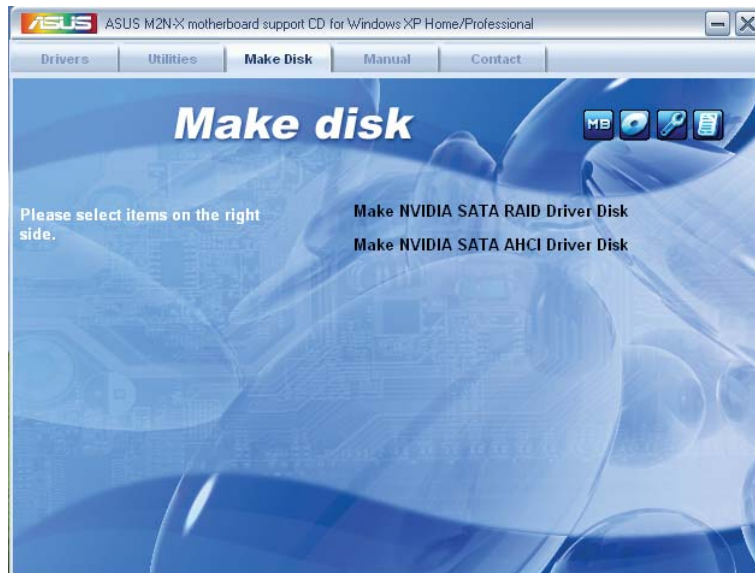 ASUS ASUS M2N-X motherboard support CD for Windows XP Home/Professional
Drivers Utilities Make Disk Manual Contact
Make disk
MB
Please select items on the right
side.
Make NVIDIA SATA RAID Driver Disk
Make NVIDIA SATA AHCI Driver Disk